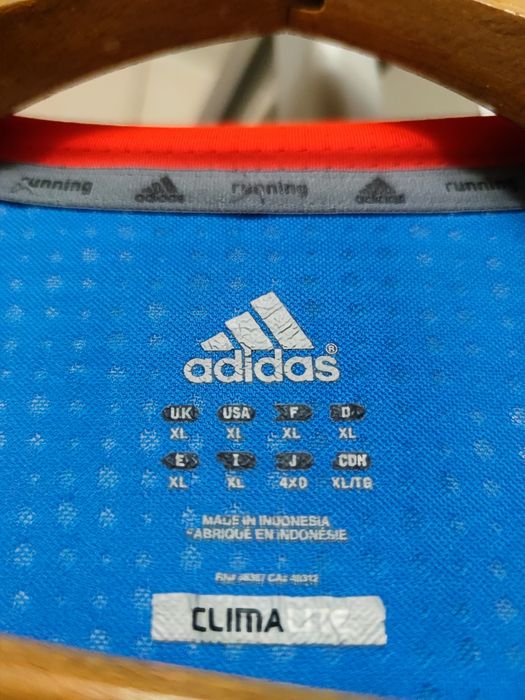 running adidas running adidas running
adidas®
UK USA F D
XL XL XL XL
E I J CDN
XL XL 4XO XL/TG
MADE IN INDONESIA
FABRIQUÉ EN INDONÉSIE
CLIMALITE